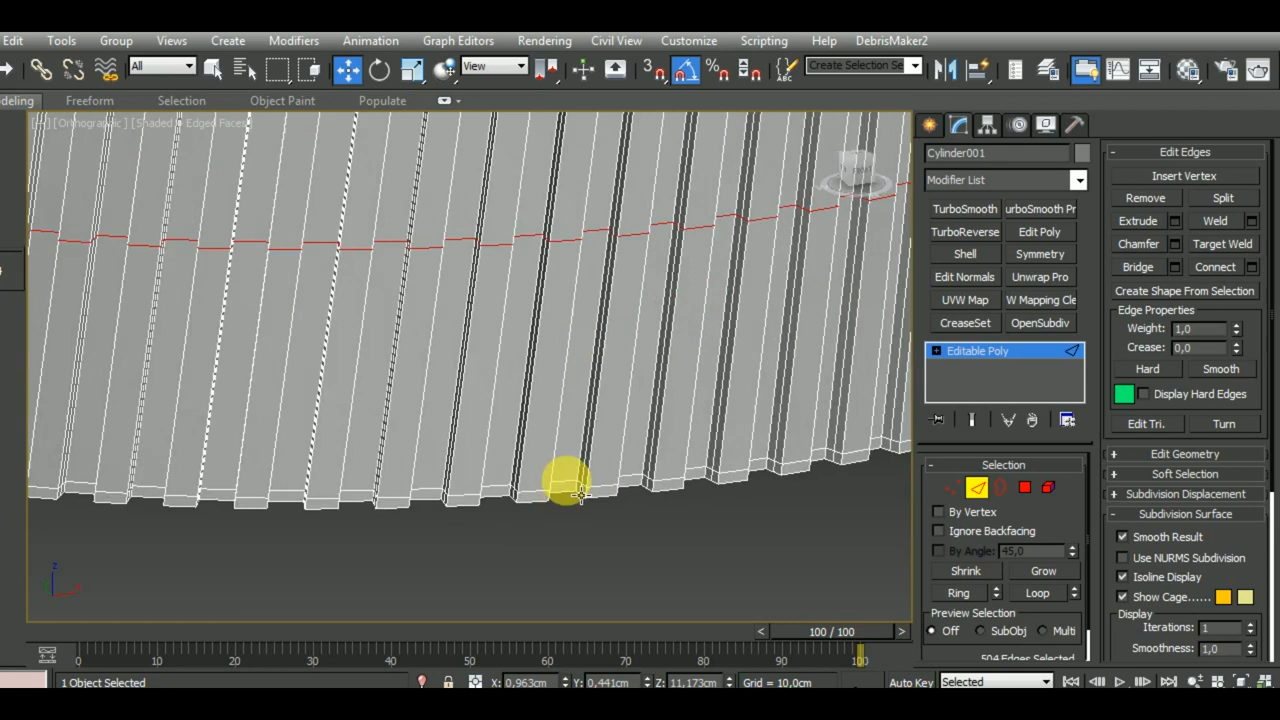 Edit Tools Group Views Create Modifiers Animation Graph Editors Rendering Civil View Customize Scripting Help DebrisMaker2
All View 3 ABC Create Selection Se
deling Freeform Selection Object Paint Populate
[Orthographic] [Shaded + Edged Faces]
Cylinder001
Modifier List
TurboSmooth urboSmooth Pr
TurboReverse Edit Poly
Shell Symmetry
Edit Normals Unwrap Pro
UVW Map W Mapping Cle
CreaseSet OpenSubdiv
Editable Poly
- Selection
By Vertex
Ignore Backfacing
By Angle: 45,0
Shrink Grow
Ring Loop
Preview Selection
Off SubObj Multi
504 Edges Selected
- Edit Edges
Insert Vertex
Remove Split
Extrude Weld
Chamfer Target Weld
Bridge Connect
Create Shape From Selection
Edge Properties
Weight: 1,0
Crease: 0,0
Hard Smooth
Display Hard Edges
Edit Tri. Turn
+ Edit Geometry
+ Soft Selection
+ Subdivision Displacement
- Subdivision Surface
Smooth Result
Use NURMS Subdivision
Isoline Display
Show Cage......
Display
Iterations: 1
Smoothness: 1,0
z
x
< 100 / 100 >
0 10 20 30 40 50 60 70 80 90 100
1 Object Selected X: 0,963cm Y: 0,441cm Z: 11,173cm Grid = 10,0cm Auto Key Selected